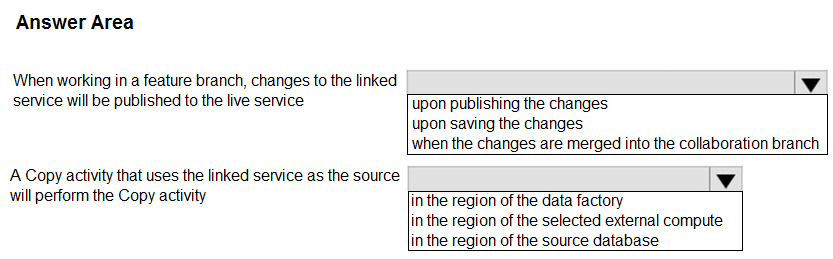 Answer Area
When working in a feature branch, changes to the linked
service will be published to the live service
upon publishing the changes
upon saving the changes
when the changes are merged into the collaboration branch
A Copy activity that uses the linked service as the source
will perform the Copy activity
in the region of the data factory
in the region of the selected external compute
in the region of the source database